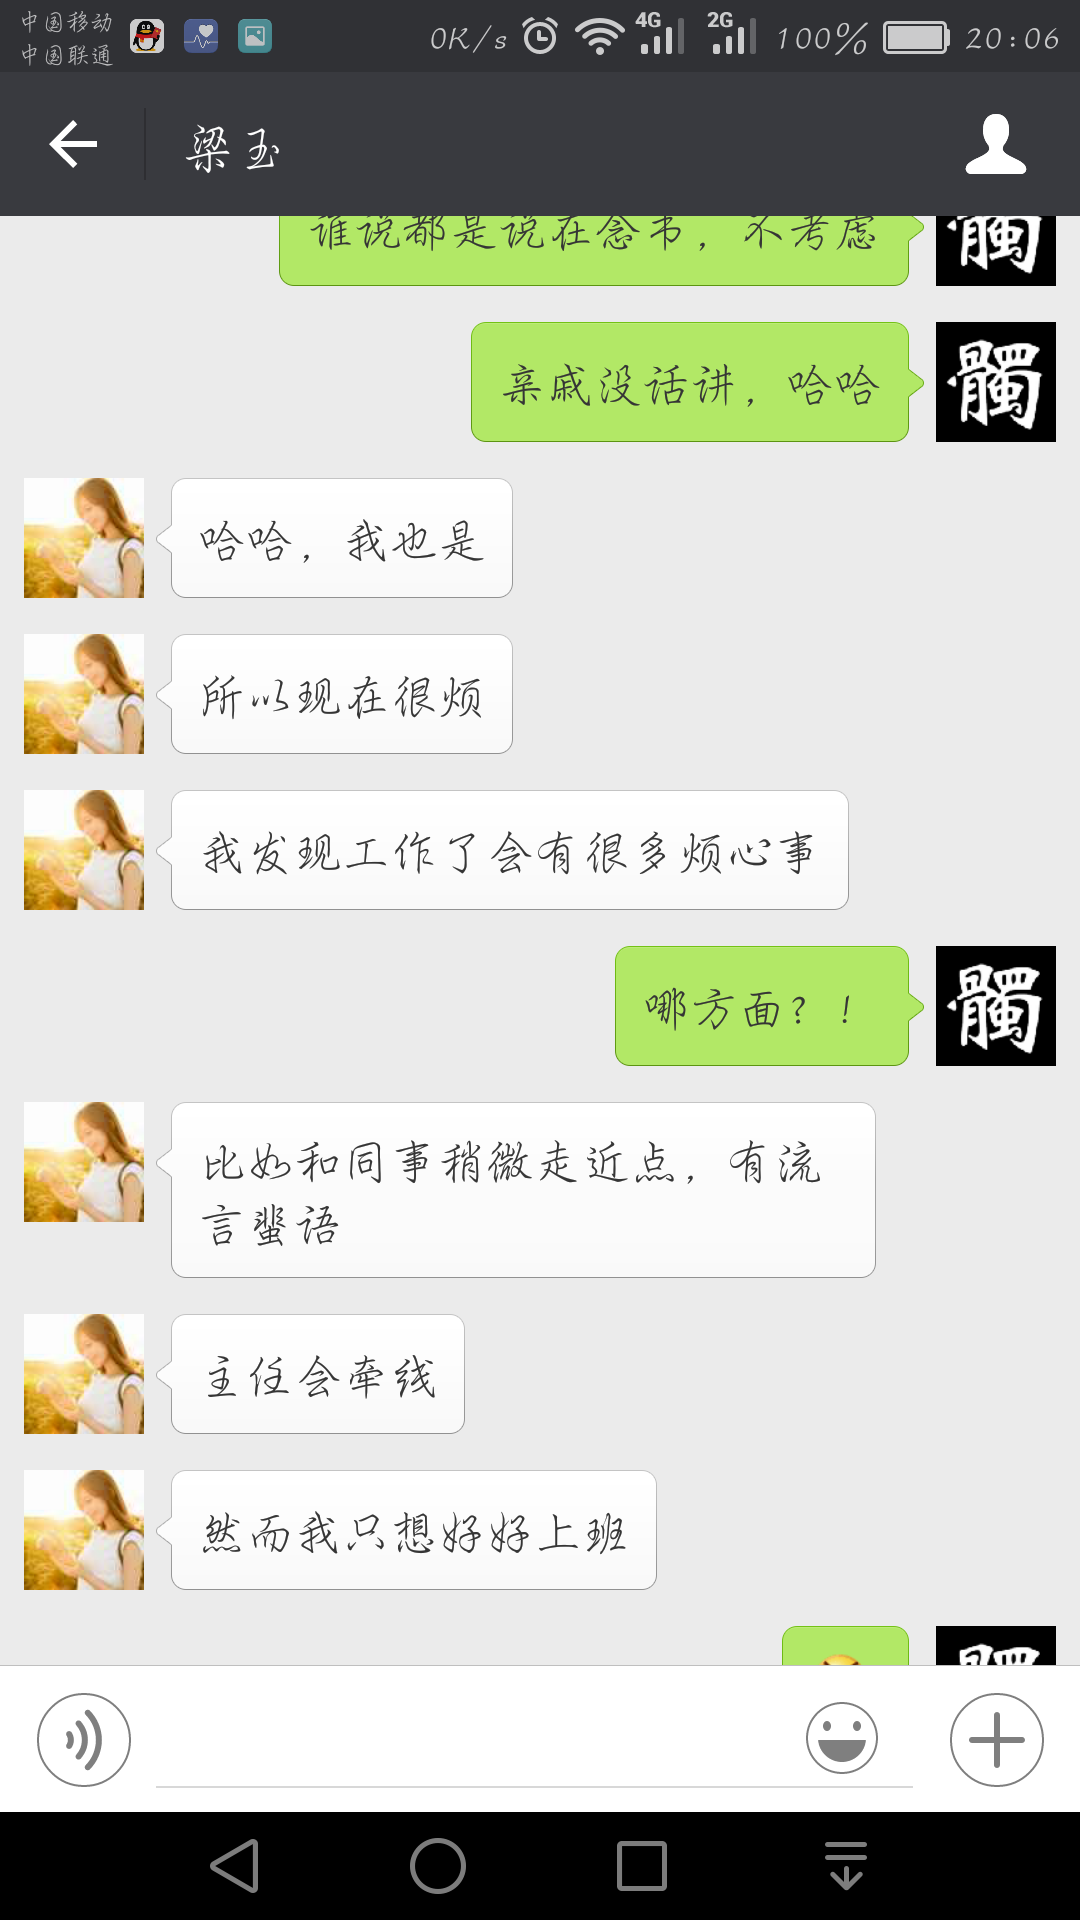 中国移动
中国联通
0K/s
4G
2G
100%
20:06
梁玉
谁说都是说在念书，不考虑
髑
亲戚没话讲，哈哈
髑
哈哈，我也是
所以现在很烦
我发现工作了会有很多烦心事
哪方面？！
髑
比如和同事稍微走近点，有流
言蜚语
主任会牵线
然而我只想好好上班
髑